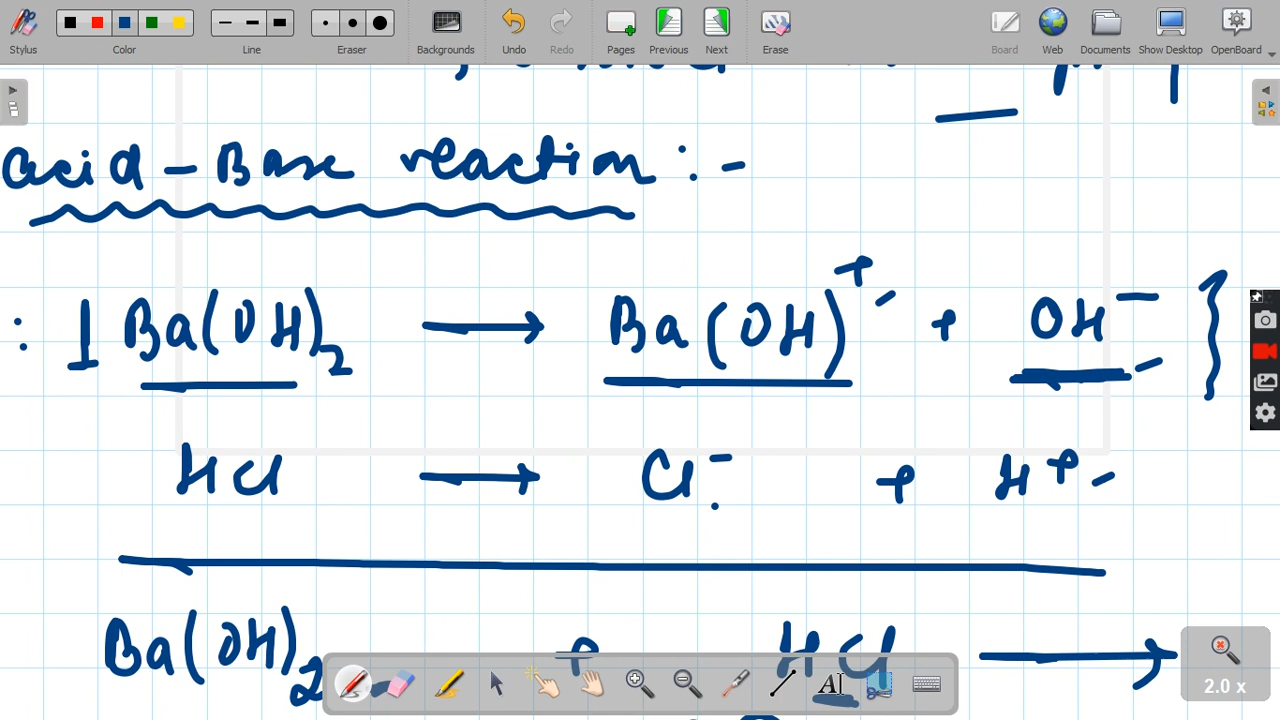 Stylus Color Line Eraser Backgrounds Undo Redo Pages Previous Next Erase Board Web Documents Show Desktop OpenBoard
acid - Base reaction :-
: 1 Ba(OH)₂ → Ba(OH)⁺ + OH⁻ }
HCl → Cl⁻ + H⁺
Ba(OH)₂ + HCl →
2.0 x